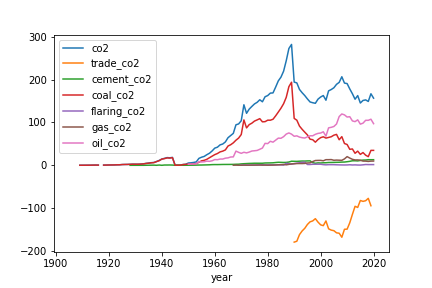 300
200
100
0
−100
−200
co2
trade_co2
cement_co2
coal_co2
flaring_co2
gas_co2
oil_co2
1900 1920 1940 1960 1980 2000 2020
year